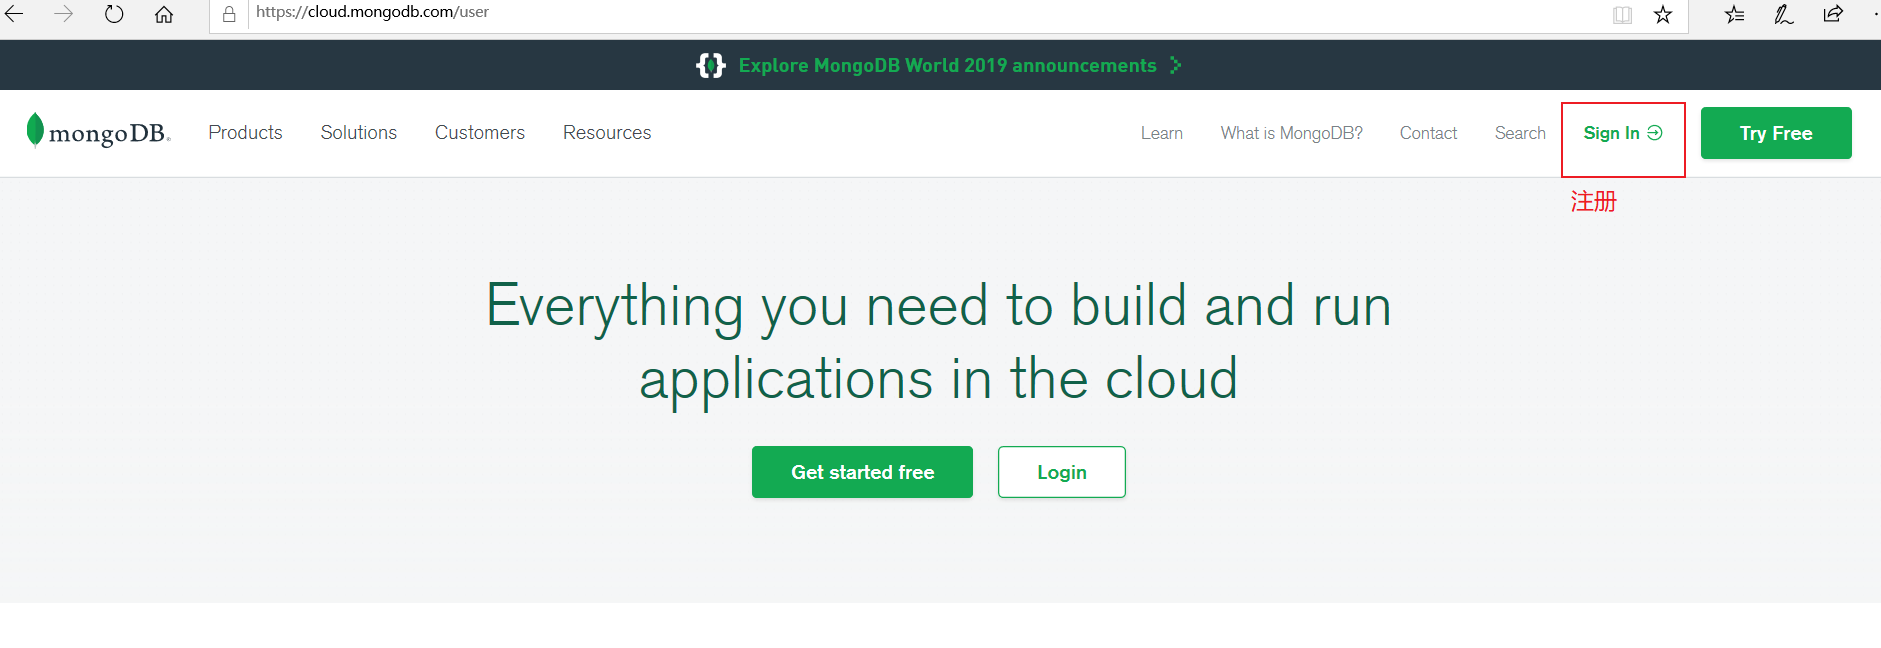 https://cloud.mongodb.com/user
Explore MongoDB World 2019 announcements
mongoDB®
Products Solutions Customers Resources Learn What is MongoDB? Contact Search Sign In Try Free
注册
Everything you need to build and run
applications in the cloud
Get started free Login